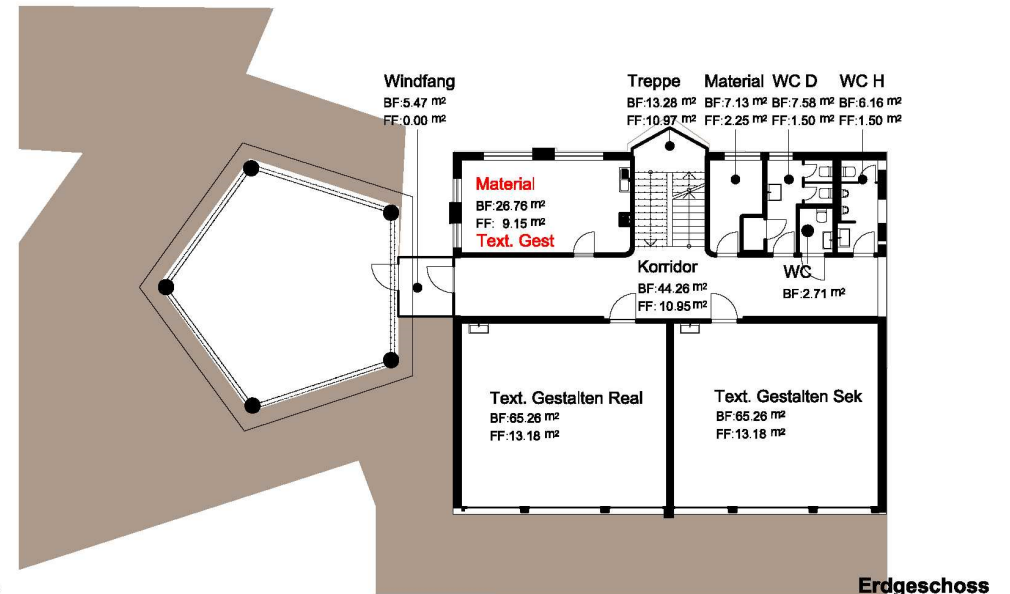 Windfang
BF:5.47 m²
FF:0.00 m²
Treppe
BF:13.28 m²
FF:10.97 m²
Material
BF:7.13 m²
FF:2.25 m²
WC D
BF:7.58 m²
FF:1.50 m²
WC H
BF:6.16 m²
FF:1.50 m²
Material
BF:26.76 m²
FF: 9.15 m²
Text. Gest
Korridor
BF:44.26 m²
FF: 10.95 m²
WC
BF:2.71 m²
Text. Gestalten Real
BF:65.26 m²
FF:13.18 m²
Text. Gestalten Sek
BF:65.26 m²
FF:13.18 m²
Erdgeschoss